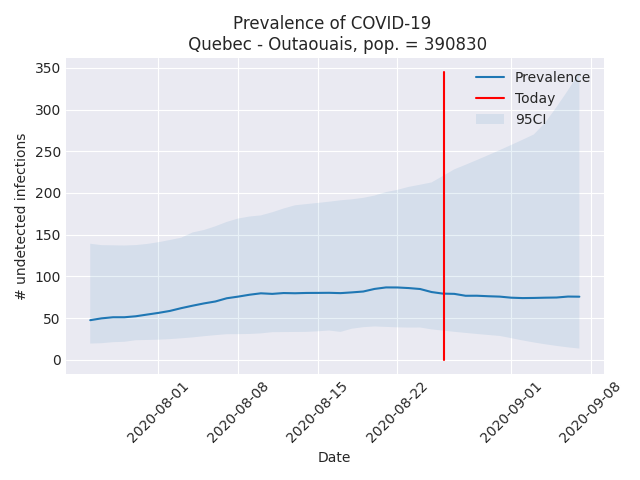 Prevalence of COVID-19
Quebec - Outaouais, pop. = 390830
350
300
250
200
150
100
50
0
# undetected infections
Prevalence
Today
95CI
2020-08-01
2020-08-08
2020-08-15
2020-08-22
2020-09-01
2020-09-08
Date